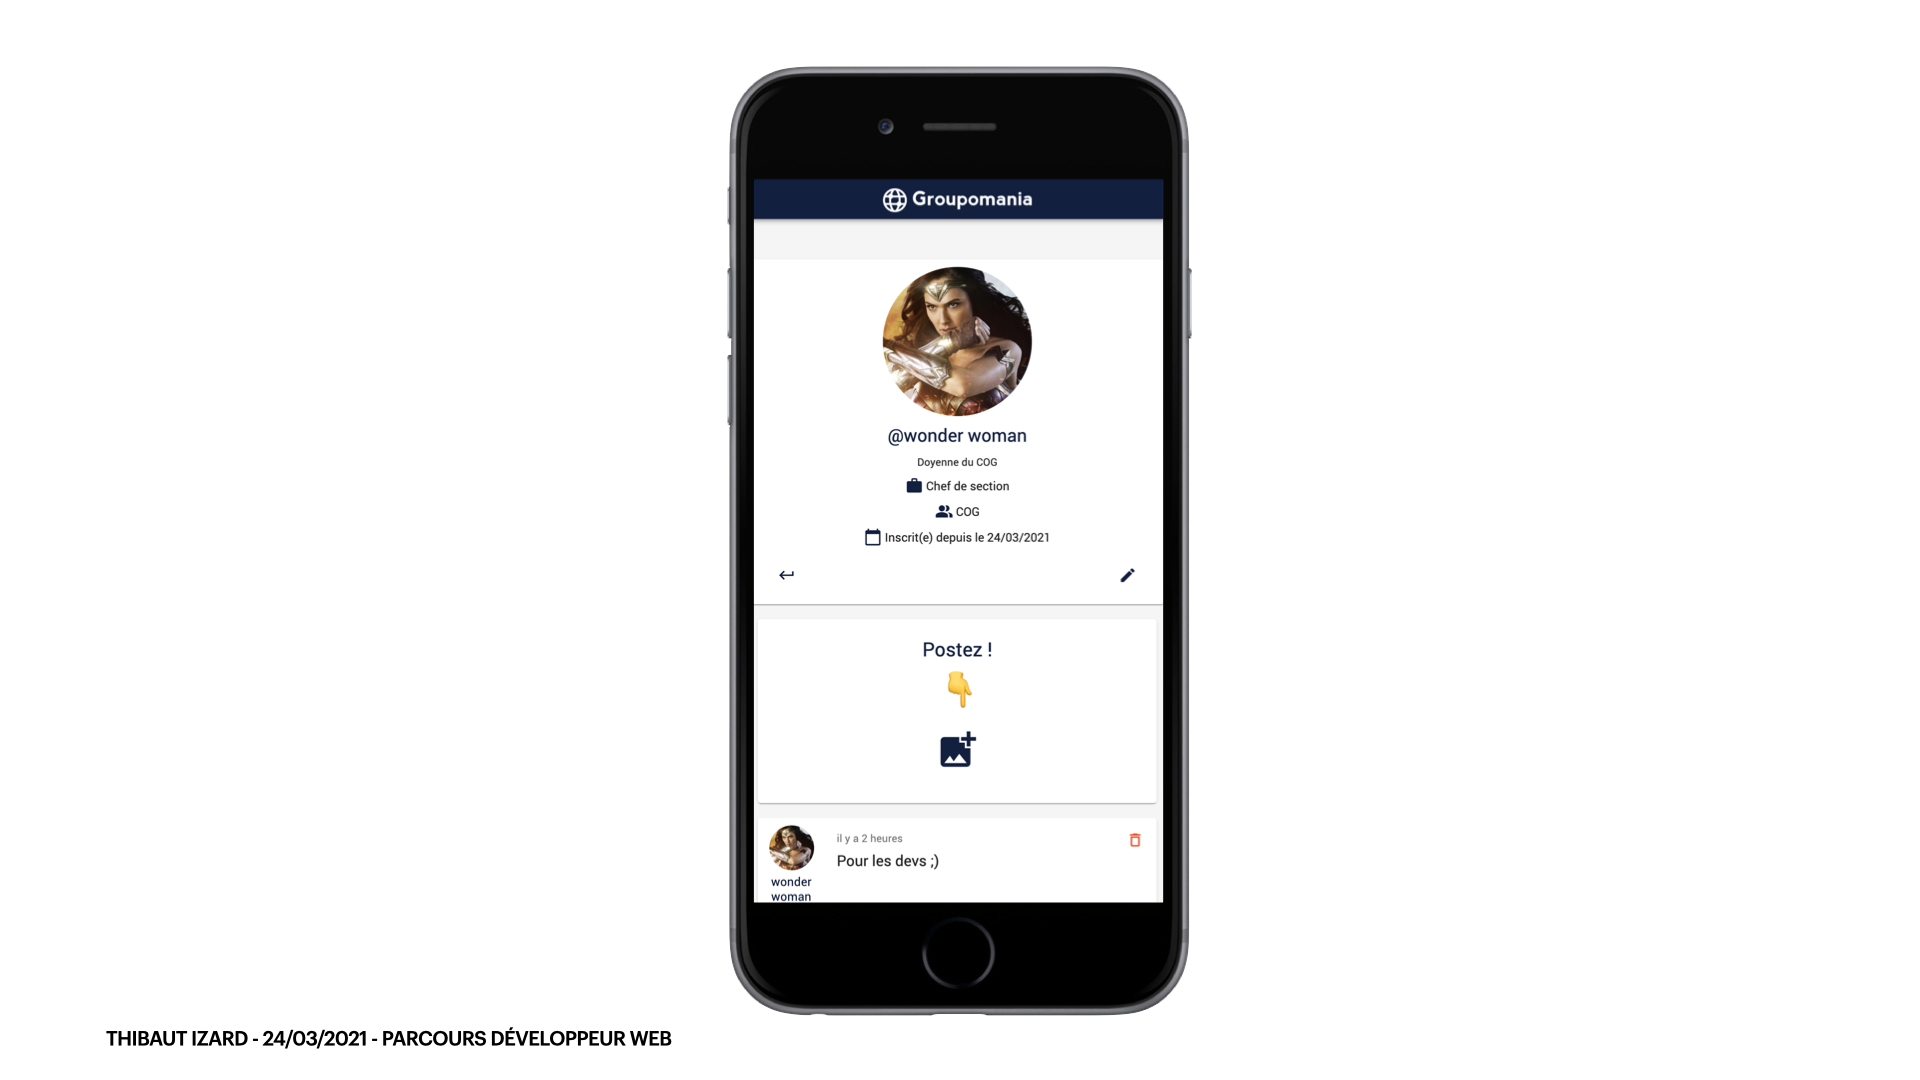 Groupomania
@wonder woman
Doyenne du COG
Chef de section
COG
Inscrit(e) depuis le 24/03/2021
Postez !
il y a 2 heures
Pour les devs ;)
wonder
woman
THIBAUT IZARD - 24/03/2021 - PARCOURS DÉVELOPPEUR WEB